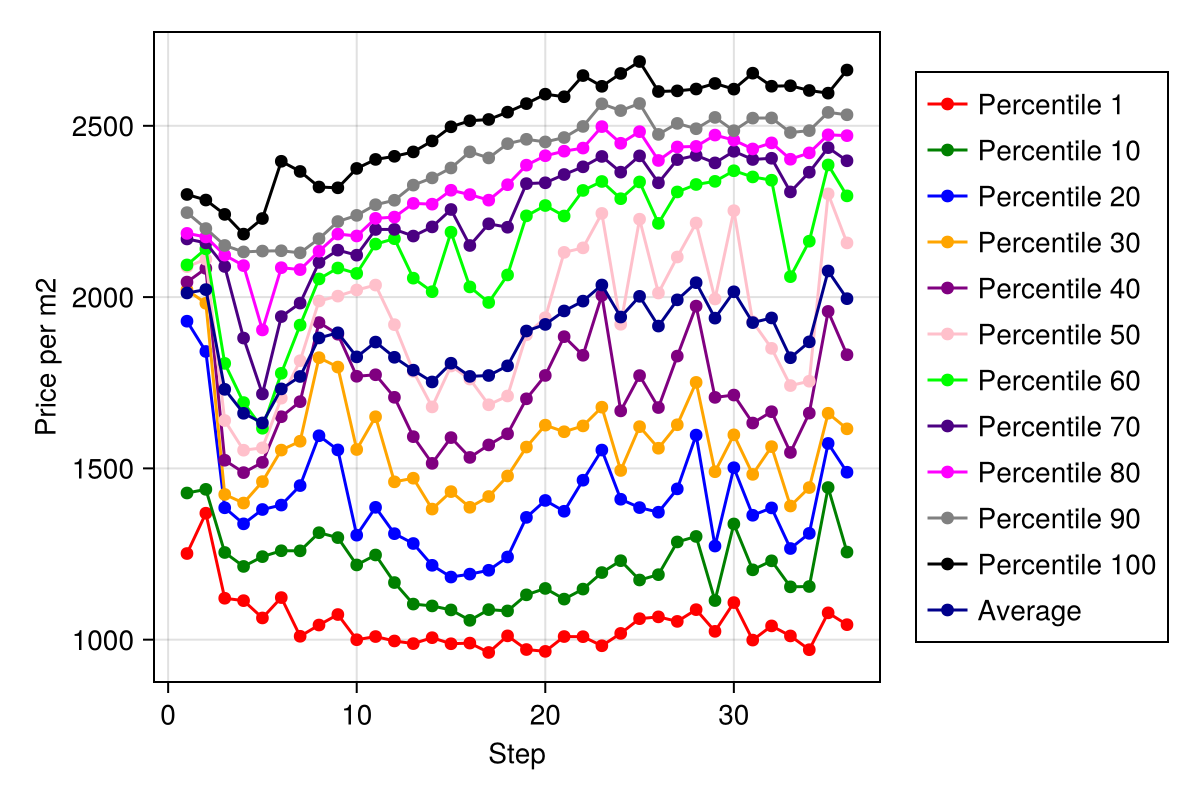 Price per m2
2500
2000
1500
1000
0 10 20 30
Step
Percentile 1
Percentile 10
Percentile 20
Percentile 30
Percentile 40
Percentile 50
Percentile 60
Percentile 70
Percentile 80
Percentile 90
Percentile 100
Average